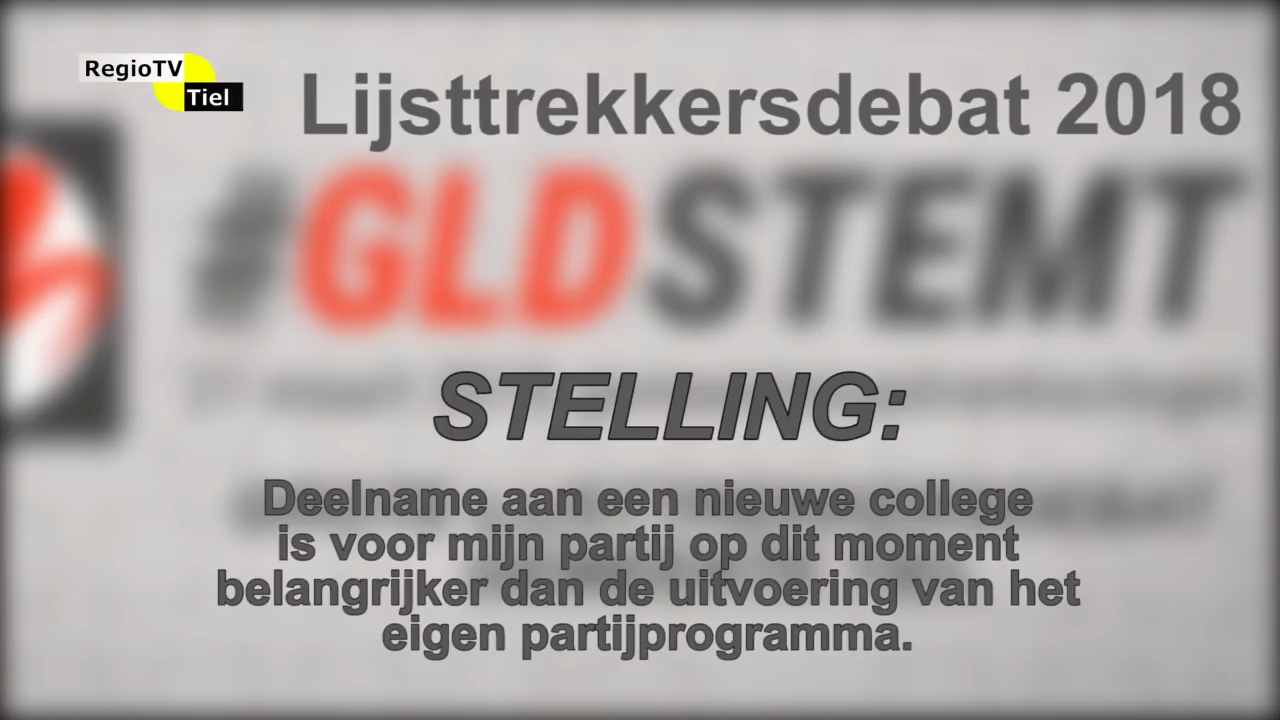 RegioTV
Tiel
Lijsttrekkersdebat 2018
#GLDSTEMT
STELLING:
Deelname aan een nieuwe college
is voor mijn partij op dit moment
belangrijker dan de uitvoering van het
eigen partijprogramma.